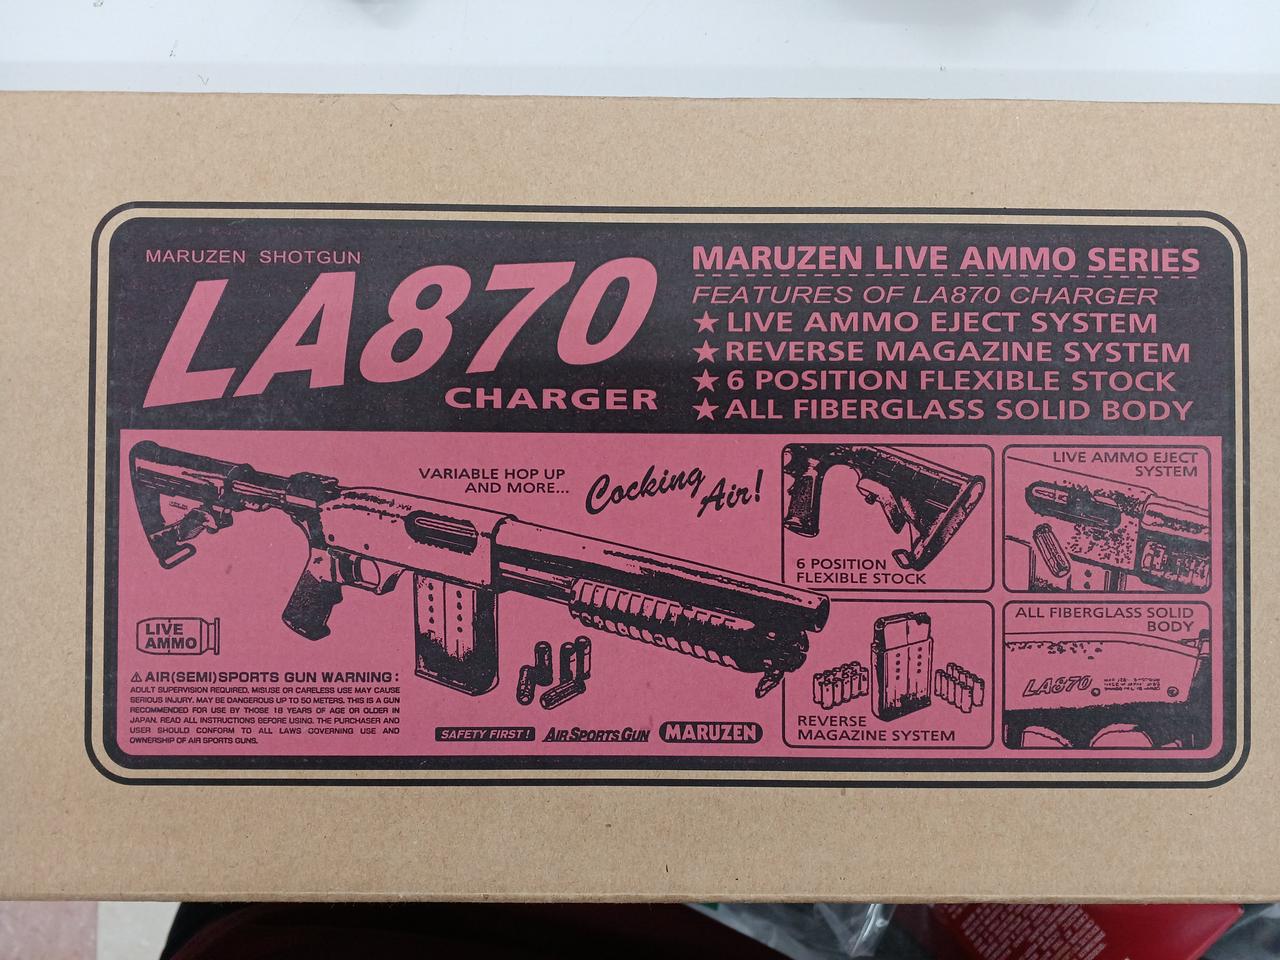 MARUZEN SHOTGUN
LA870
CHARGER
MARUZEN LIVE AMMO SERIES
FEATURES OF LA870 CHARGER
★LIVE AMMO EJECT SYSTEM
★REVERSE MAGAZINE SYSTEM
★6 POSITION FLEXIBLE STOCK
★ALL FIBERGLASS SOLID BODY
VARIABLE HOP UP
AND MORE...
Cocking Air!
6 POSITION
FLEXIBLE STOCK
LIVE AMMO EJECT
SYSTEM
REVERSE
MAGAZINE SYSTEM
ALL FIBERGLASS SOLID
BODY
LA870
LIVE
AMMO
⚠AIR(SEMI)SPORTS GUN WARNING:
ADULT SUPERVISION REQUIRED. MISUSE OR CARELESS USE MAY CAUSE
SERIOUS INJURY. MAY BE DANGEROUS UP TO 50 METERS. THIS IS A GUN
RECOMMENDED FOR USE BY THOSE 18 YEARS OF AGE OR OLDER IN
JAPAN. READ ALL INSTRUCTIONS BEFORE USING. THE PURCHASER AND
USER SHOULD CONFORM TO ALL LAWS GOVERNING USE AND
OWNERSHIP OF AIR SPORTS GUNS.
SAFETY FIRST! AIR SPORTS GUN MARUZEN